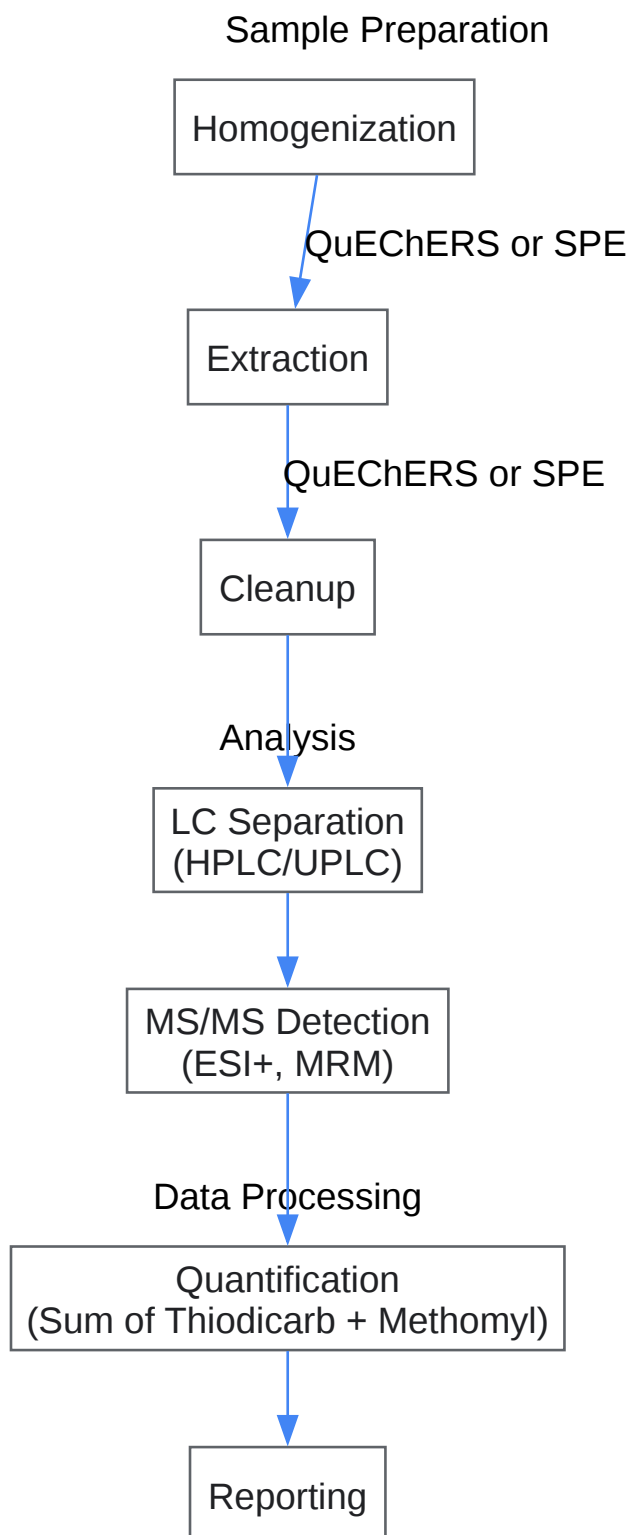 Sample Preparation
Homogenization
QuEChERS or SPE
Extraction
QuEChERS or SPE
Cleanup
Analysis
LC Separation
(HPLC/UPLC)
MS/MS Detection
(ESI+, MRM)
Data Processing
Quantification
(Sum of Thiodicarb + Methomyl)
Reporting